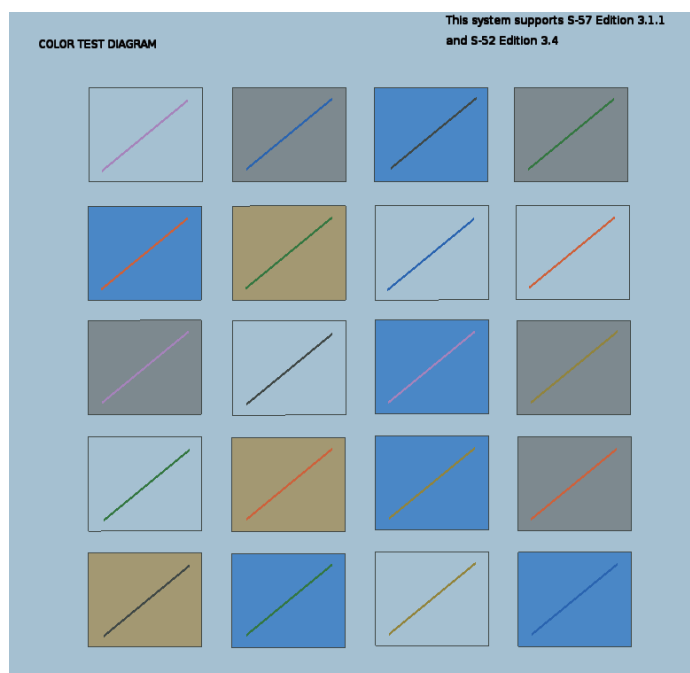 This system supports S-57 Edition 3.1.1
and S-52 Edition 3.4
COLOR TEST DIAGRAM